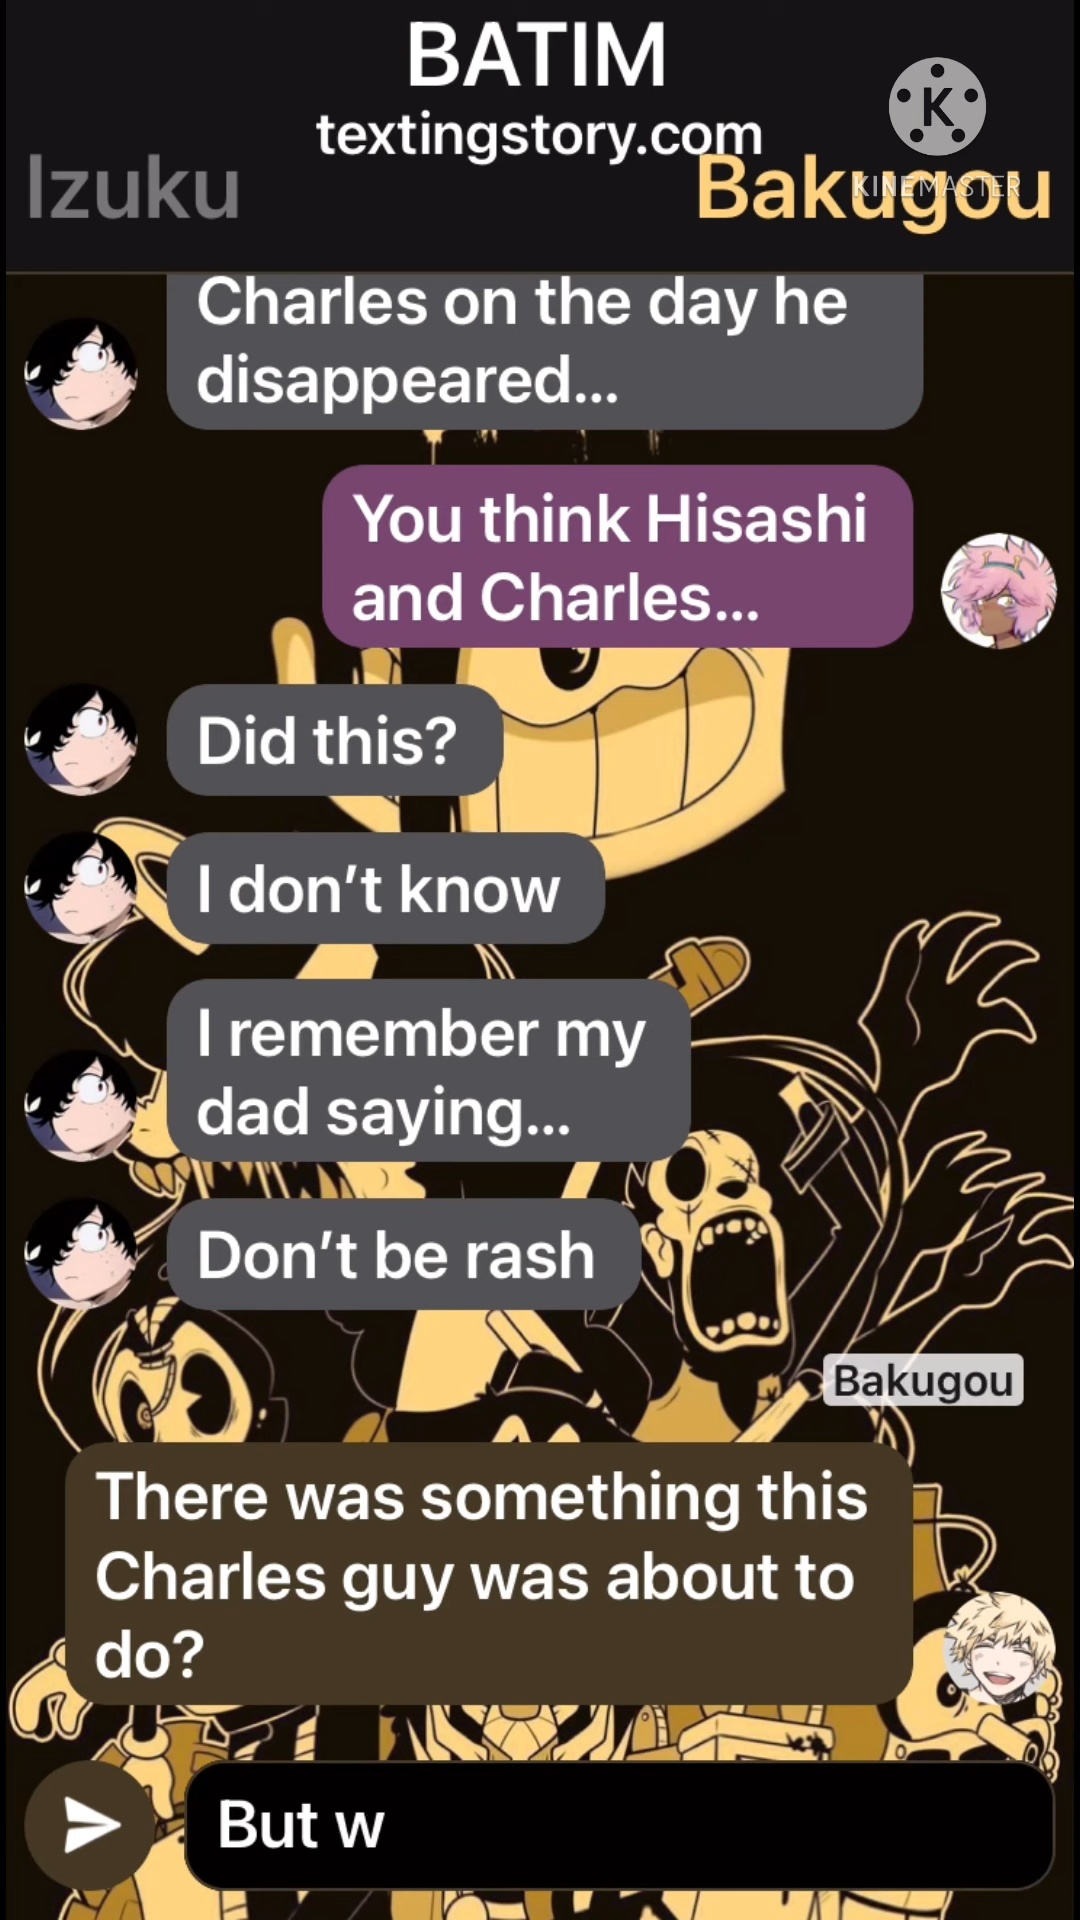 BATIM
textingstory.com
K
KINEMASTER
Izuku
Bakugou
Charles on the day he
disappeared...
You think Hisashi
and Charles...
Did this?
I don’t know
I remember my
dad saying...
Don’t be rash
Bakugou
There was something this
Charles guy was about to
do?
But w